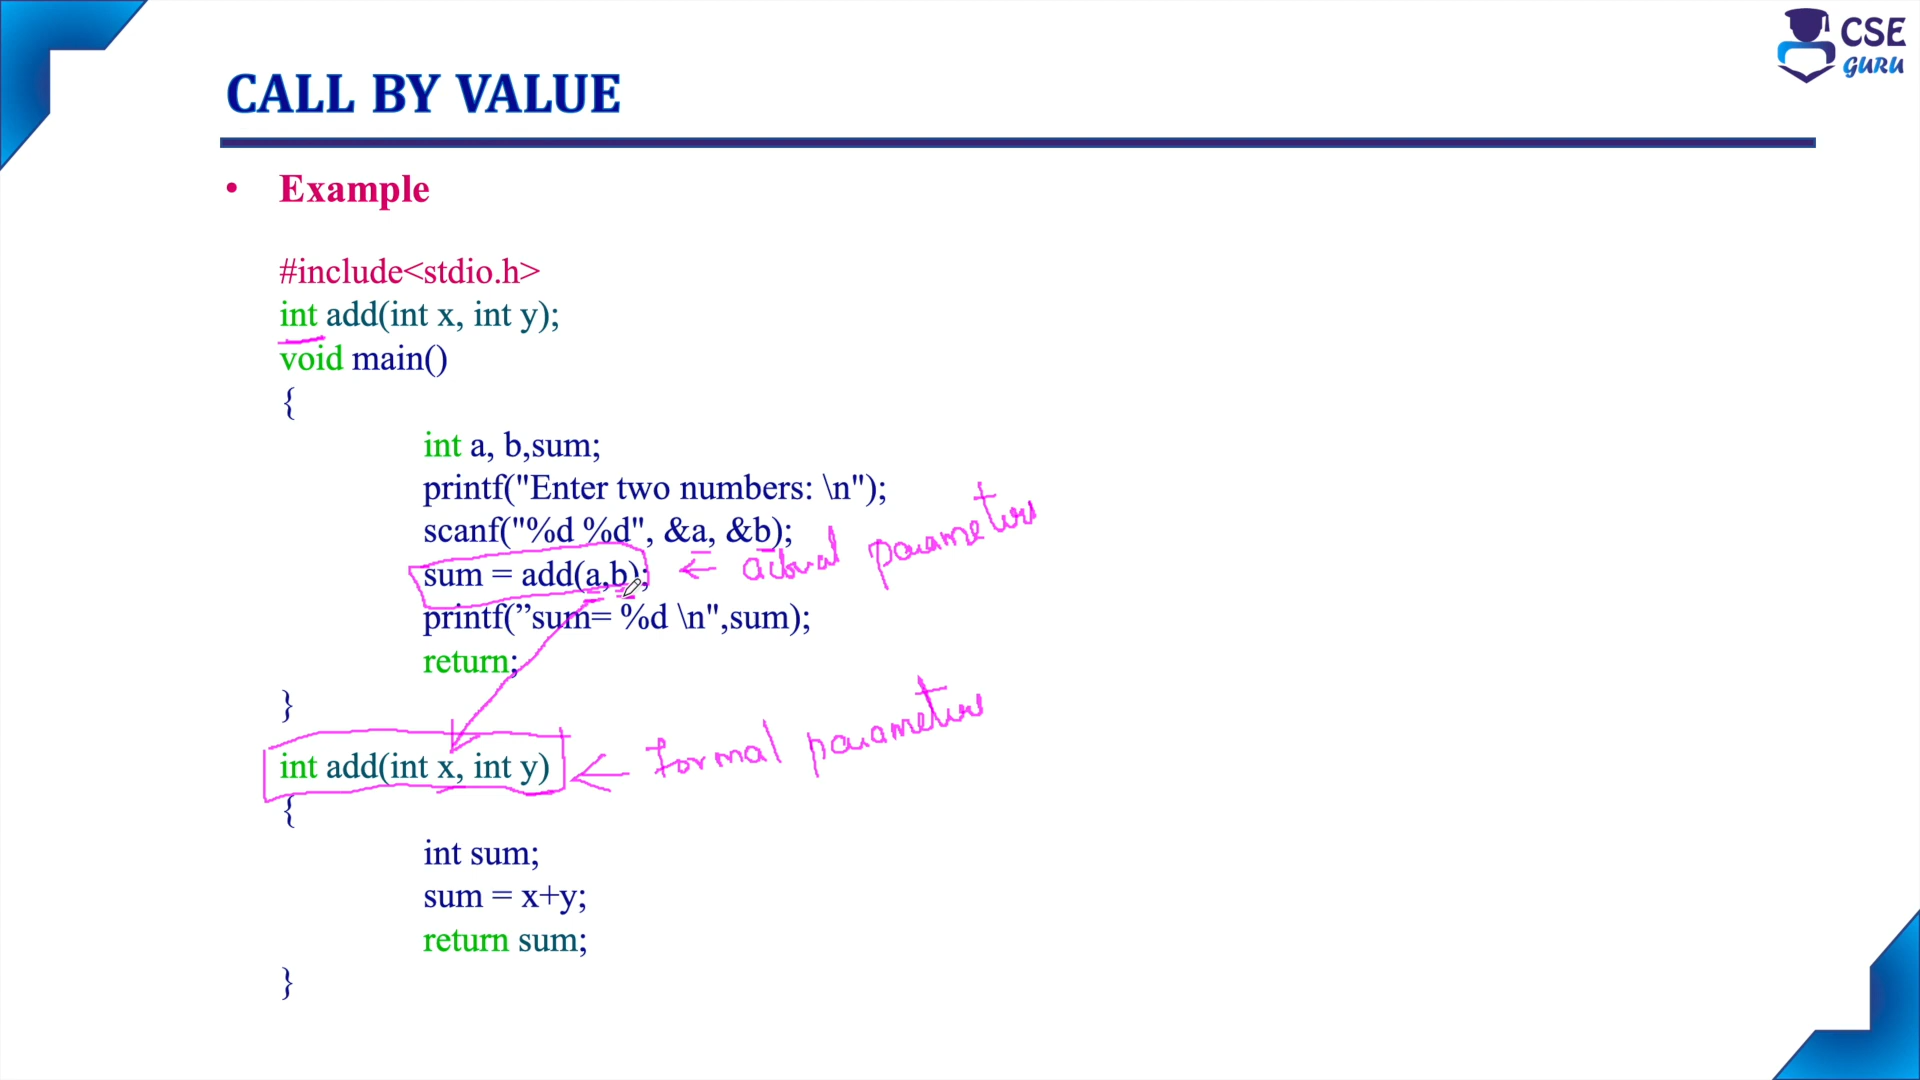 CSE
GURU
CALL BY VALUE
• Example
#include<stdio.h>
int add(int x, int y);
void main()
{
int a, b,sum;
printf("Enter two numbers: \n");
scanf("%d %d", &a, &b);
sum = add(a,b); ← actual parameters
printf(”sum= %d \n",sum);
return;
}
int add(int x, int y) ← formal parameters
{
int sum;
sum = x+y;
return sum;
}